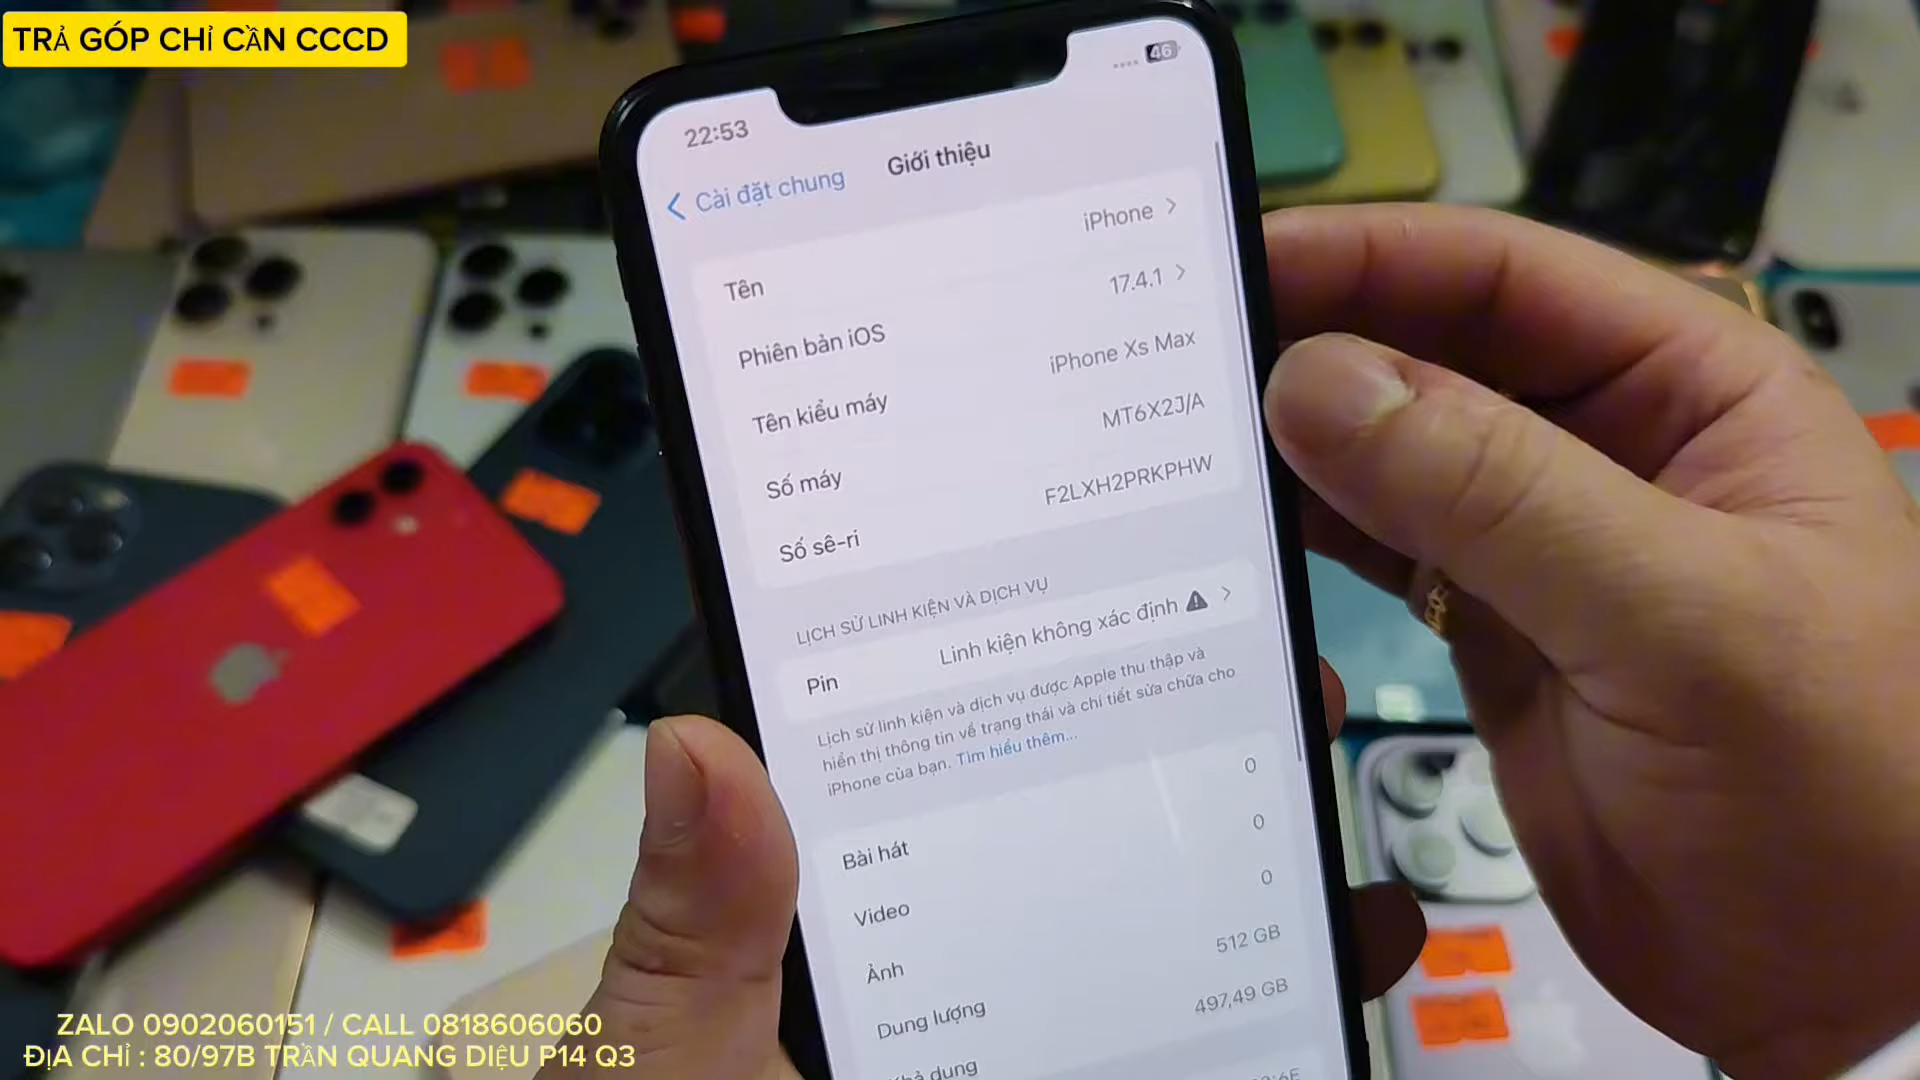 TRẢ GÓP CHỈ CẦN CCCD
46
22:53
Cài đặt chung
Giới thiệu
Tên
iPhone
Phiên bản iOS
17.4.1
Tên kiểu máy
iPhone Xs Max
Số máy
MT6X2J/A
Số sê-ri
F2LXH2PRKPHW
LỊCH SỬ LINH KIỆN VÀ DỊCH VỤ
Pin
Linh kiện không xác định
Lịch sử linh kiện và dịch vụ được Apple thu thập và
hiển thị thông tin về trạng thái và chi tiết sửa chữa cho
iPhone của bạn. Tìm hiểu thêm...
Bài hát
0
Video
0
Ảnh
0
Dung lượng
512 GB
Khả dụng
497,49 GB
ZALO 0902060151 / CALL 0818606060
ĐỊA CHỈ : 80/97B TRẦN QUANG DIỆU P14 Q3